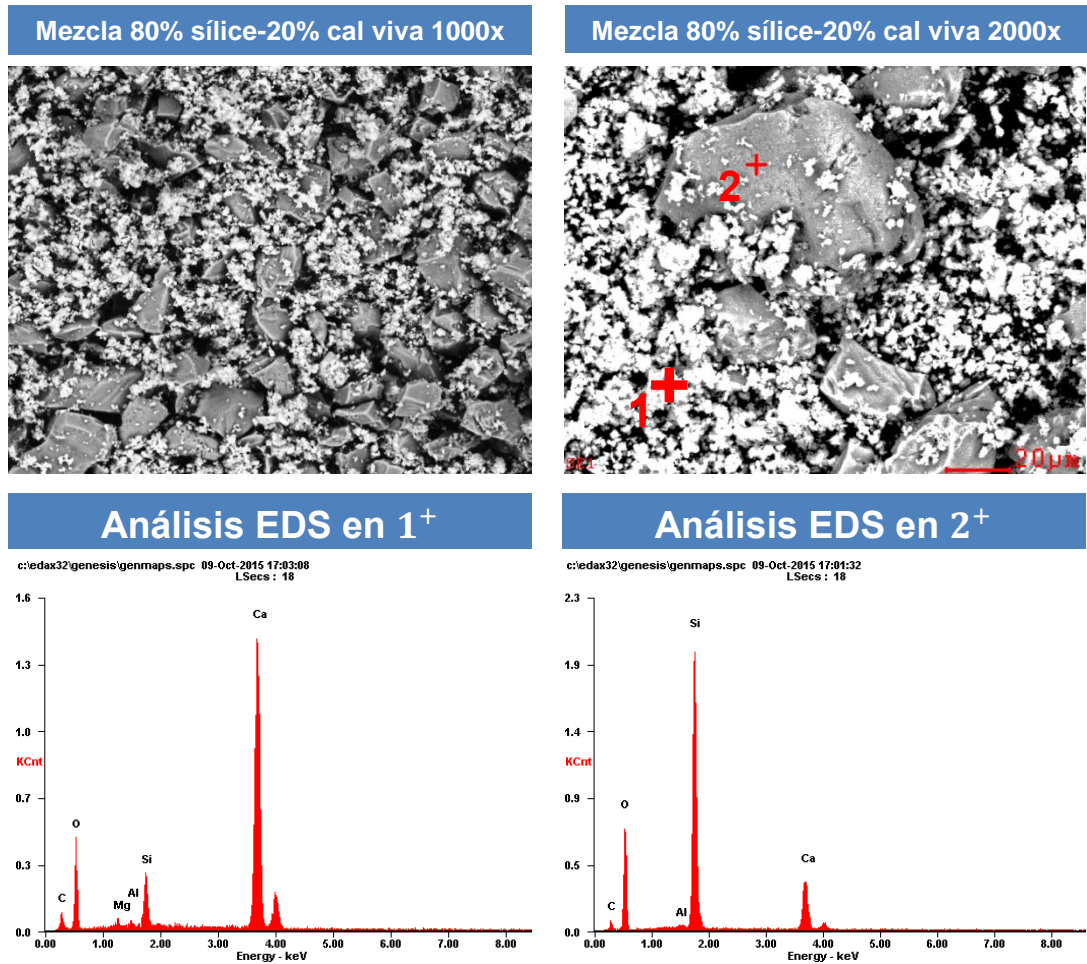 Mezcla 80% sílice-20% cal viva 1000x
Mezcla 80% sílice-20% cal viva 2000x
2
1
SE1
20µm
Análisis EDS en 1⁺
Análisis EDS en 2⁺
c:\edax32\genesis\genmaps.spc 09-Oct-2015 17:03:08
LSecs : 18
1.6
1.3
1.0
KCnt
0.7
0.3
0.0
C
O
Mg
Al
Si
Ca
0.00 1.00 2.00 3.00 4.00 5.00 6.00 7.00 8.00
Energy - keV
c:\edax32\genesis\genmaps.spc 09-Oct-2015 17:01:32
LSecs : 18
2.3
1.9
1.4
KCnt
0.9
0.5
0.0
C
O
Al
Si
Ca
0.00 1.00 2.00 3.00 4.00 5.00 6.00 7.00 8.00
Energy - keV